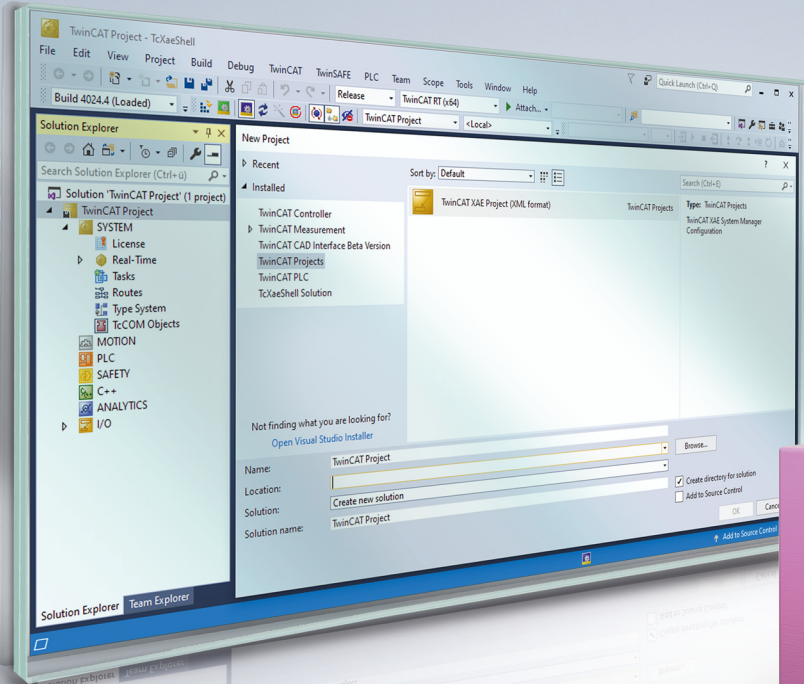 TwinCAT Project - TcXaeShell
File Edit View Project Build Debug TwinCAT TwinSAFE PLC Team Scope Tools Window Help
Quick Launch (Ctrl+Q)
Release TwinCAT RT (x64) Attach...
Build 4024.4 (Loaded) TwinCAT Project <Local>
Solution Explorer
Search Solution Explorer (Ctrl+ü)
Solution 'TwinCAT Project' (1 project)
TwinCAT Project
SYSTEM
License
Real-Time
Tasks
Routes
Type System
TcCOM Objects
MOTION
PLC
SAFETY
C++
ANALYTICS
I/O
Solution Explorer Team Explorer
New Project
? X
Recent
Installed
TwinCAT Controller
TwinCAT Measurement
TwinCAT CAD Interface Beta Version
TwinCAT Projects
TwinCAT PLC
TcXaeShell Solution
Not finding what you are looking for?
Open Visual Studio Installer
Sort by: Default
Search (Ctrl+E)
TwinCAT XAE Project (XML format) TwinCAT Projects
Type: TwinCAT Projects
TwinCAT XAE System Manager
Configuration
Name: TwinCAT Project
Location: Browse...
Solution: Create new solution
Create directory for solution
Solution name: TwinCAT Project
Add to Source Control
OK Cance
Add to Source Control